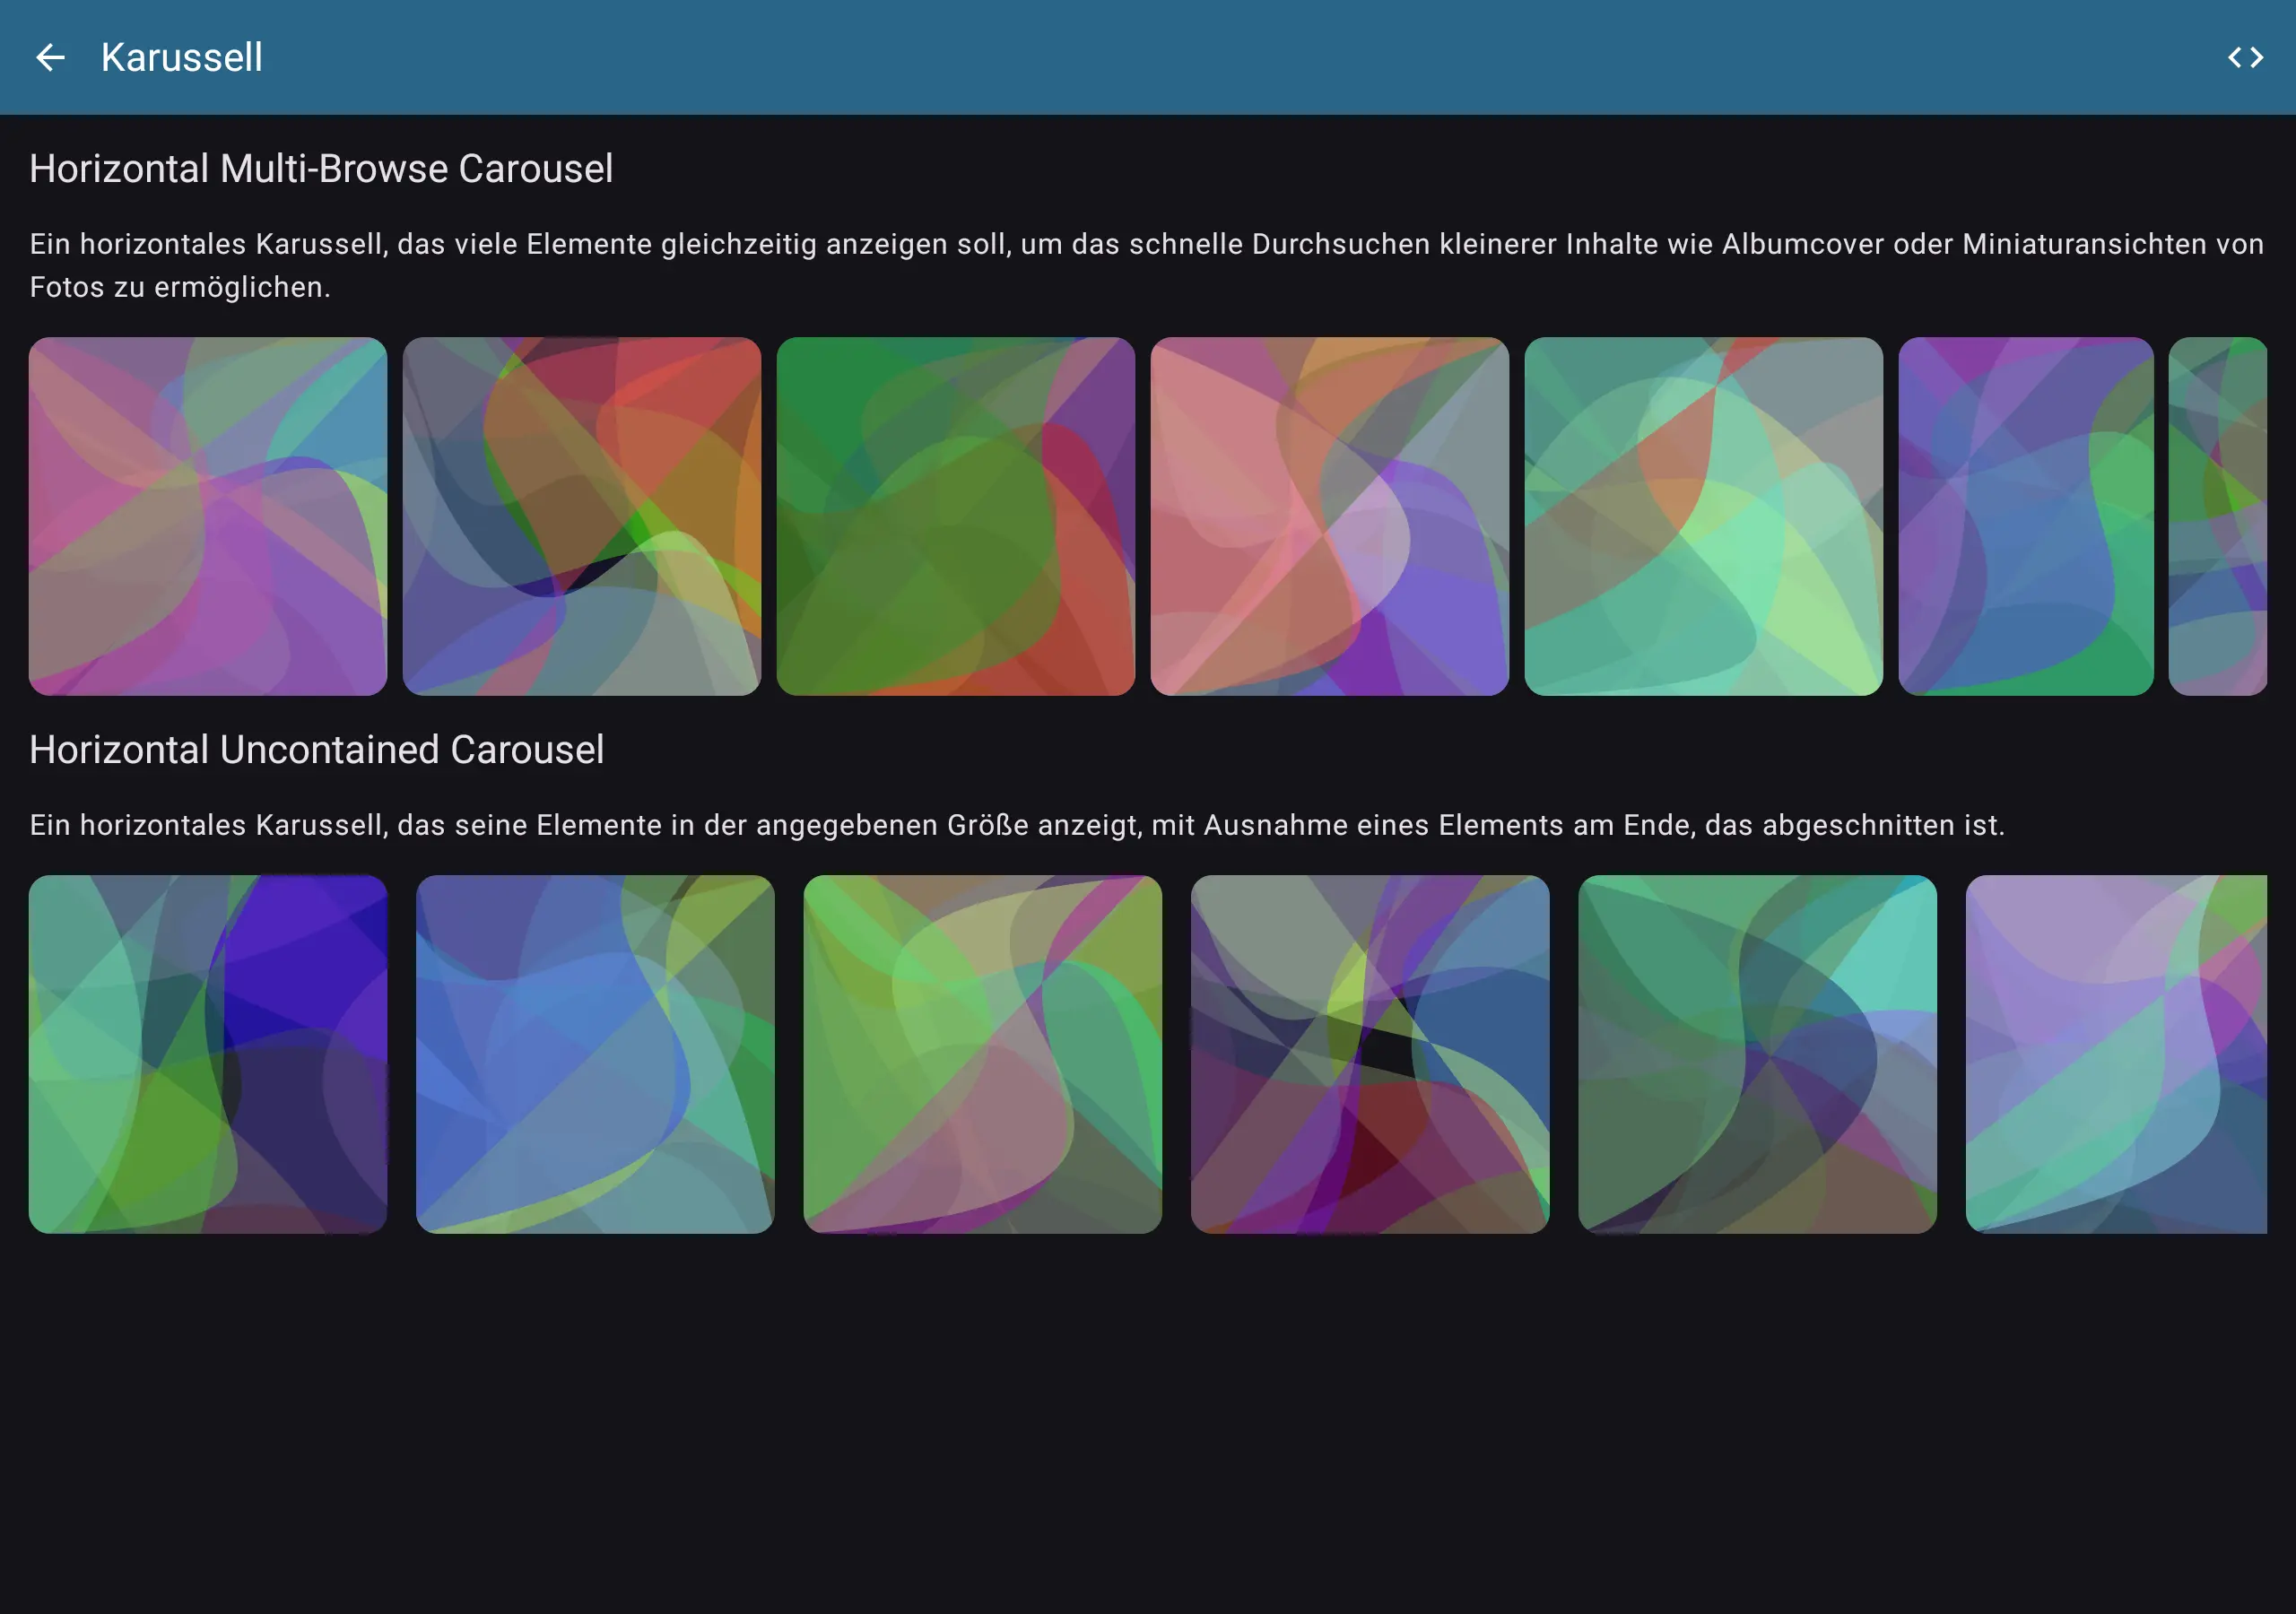 Karussell
Horizontal Multi-Browse Carousel
Ein horizontales Karussell, das viele Elemente gleichzeitig anzeigen soll, um das schnelle Durchsuchen kleinerer Inhalte wie Albumcover oder Miniaturansichten von
Fotos zu ermöglichen.
Horizontal Uncontained Carousel
Ein horizontales Karussell, das seine Elemente in der angegebenen Größe anzeigt, mit Ausnahme eines Elements am Ende, das abgeschnitten ist.